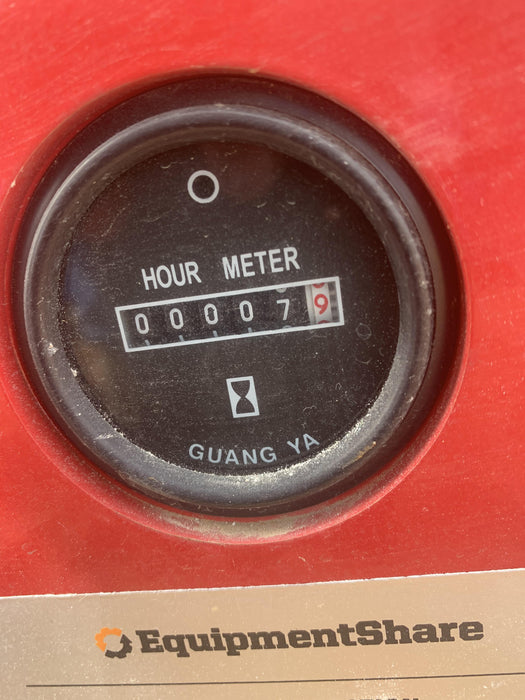 HOUR METER
000079
GUANG YA
EquipmentShare